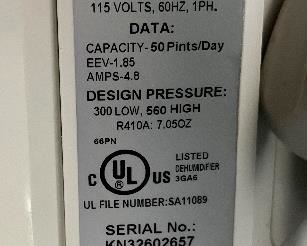 115 VOLTS, 60HZ, 1PH.
DATA:
CAPACITY-50 Pints/Day
EEV-1.85
AMPS-4.8
DESIGN PRESSURE:
300 LOW, 560 HIGH
R410A: 7.05OZ
66PN
C UL US
LISTED
DEHUMIDIFIER
3GA6
UL FILE NUMBER:SA11089
SERIAL No.:
KN32602657